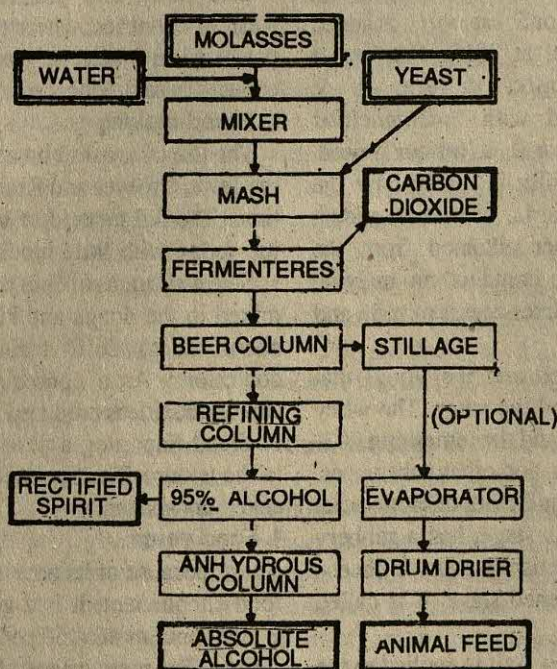 MOLASSES
WATER
YEAST
MIXER
MASH
CARBON
DIOXIDE
FERMENTERES
BEER COLUMN
STILLAGE
REFINING
COLUMN
(OPTIONAL)
RECTIFIED
SPIRIT
95% ALCOHOL
EVAPORATOR
ANHYDROUS
COLUMN
DRUM DRIER
ABSOLUTE
ALCOHOL
ANIMAL FEED